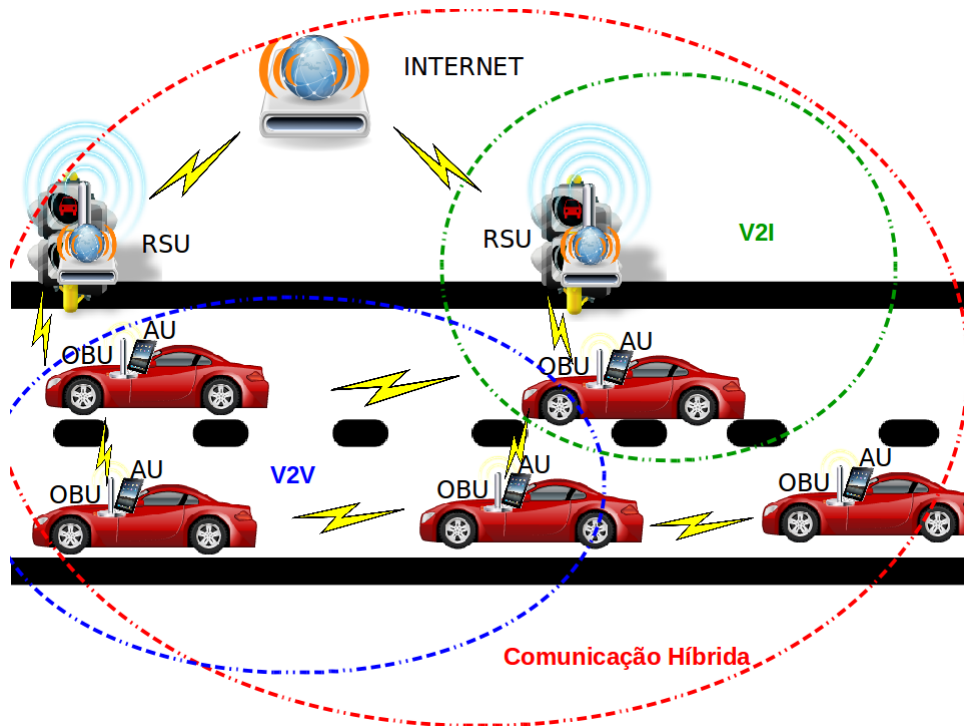 INTERNET
RSU
RSU
V2I
AU
OBU
AU
OBU
V2V
AU
OBU
AU
OBU
AU
OBU
Comunicação Híbrida